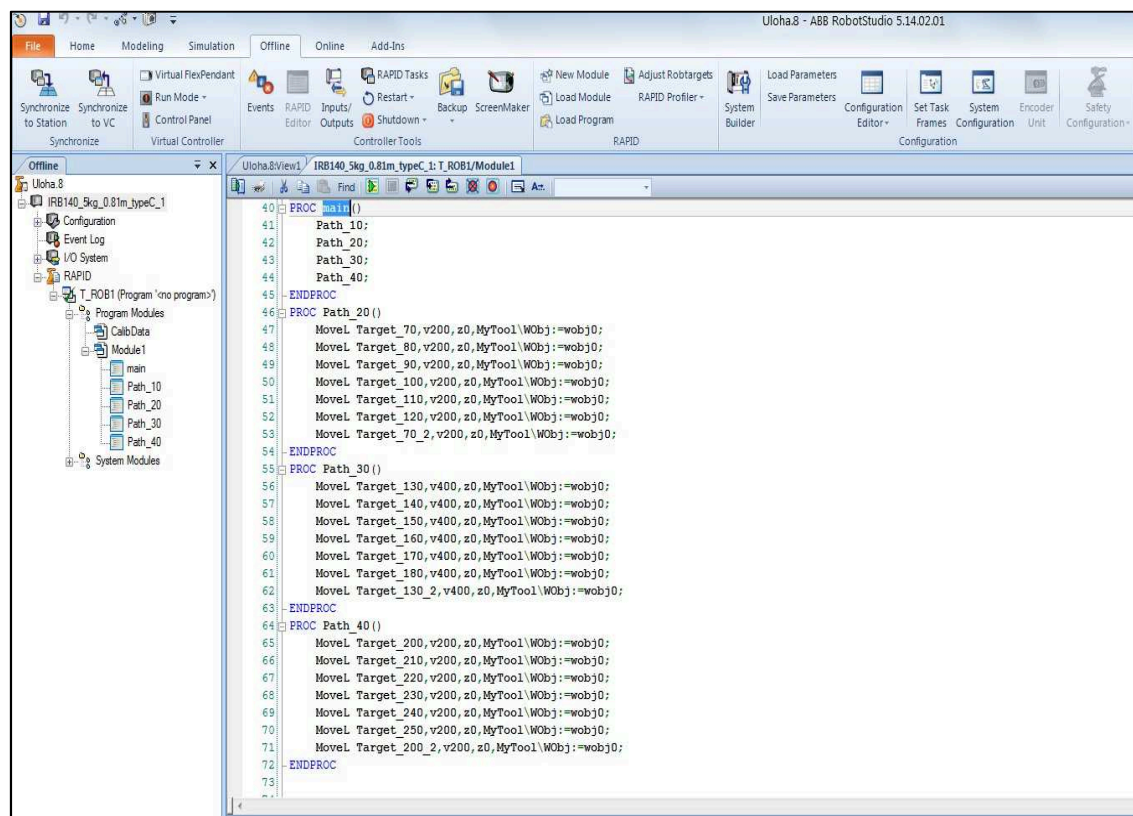 Uloha.8 - ABB RobotStudio 5.14.02.01
File Home Modeling Simulation Offline Online Add-Ins
Synchronize to Station
Synchronize to VC
Synchronize
Virtual FlexPendant
Run Mode
Control Panel
Virtual Controller
Events
RAPID Editor
Inputs/ Outputs
RAPID Tasks
Restart
Shutdown
Backup
ScreenMaker
Controller Tools
New Module
Load Module
Load Program
Adjust Robtargets
RAPID Profiler
RAPID
System Builder
Load Parameters
Save Parameters
Configuration Editor
Set Task Frames
System Configuration
Encoder Unit
Safety Configuration
Configuration
Offline
Uloha.8
IRB140_5kg_0.81m_typeC_1
Configuration
Event Log
I/O System
RAPID
T_ROB1 (Program '<no program>')
Program Modules
CalibData
Module1
main
Path_10
Path_20
Path_30
Path_40
System Modules
Uloha.8:View1 IRB140_5kg_0.81m_typeC_1: T_ROB1/Module1
Find
40 PROC main()
41 Path_10;
42 Path_20;
43 Path_30;
44 Path_40;
45 ENDPROC
46 PROC Path_20()
47 MoveL Target_70,v200,z0,MyTool\WObj:=wobj0;
48 MoveL Target_80,v200,z0,MyTool\WObj:=wobj0;
49 MoveL Target_90,v200,z0,MyTool\WObj:=wobj0;
50 MoveL Target_100,v200,z0,MyTool\WObj:=wobj0;
51 MoveL Target_110,v200,z0,MyTool\WObj:=wobj0;
52 MoveL Target_120,v200,z0,MyTool\WObj:=wobj0;
53 MoveL Target_70_2,v200,z0,MyTool\WObj:=wobj0;
54 ENDPROC
55 PROC Path_30()
56 MoveL Target_130,v400,z0,MyTool\WObj:=wobj0;
57 MoveL Target_140,v400,z0,MyTool\WObj:=wobj0;
58 MoveL Target_150,v400,z0,MyTool\WObj:=wobj0;
59 MoveL Target_160,v400,z0,MyTool\WObj:=wobj0;
60 MoveL Target_170,v400,z0,MyTool\WObj:=wobj0;
61 MoveL Target_180,v400,z0,MyTool\WObj:=wobj0;
62 MoveL Target_130_2,v400,z0,MyTool\WObj:=wobj0;
63 ENDPROC
64 PROC Path_40()
65 MoveL Target_200,v200,z0,MyTool\WObj:=wobj0;
66 MoveL Target_210,v200,z0,MyTool\WObj:=wobj0;
67 MoveL Target_220,v200,z0,MyTool\WObj:=wobj0;
68 MoveL Target_230,v200,z0,MyTool\WObj:=wobj0;
69 MoveL Target_240,v200,z0,MyTool\WObj:=wobj0;
70 MoveL Target_250,v200,z0,MyTool\WObj:=wobj0;
71 MoveL Target_200_2,v200,z0,MyTool\WObj:=wobj0;
72 ENDPROC
73